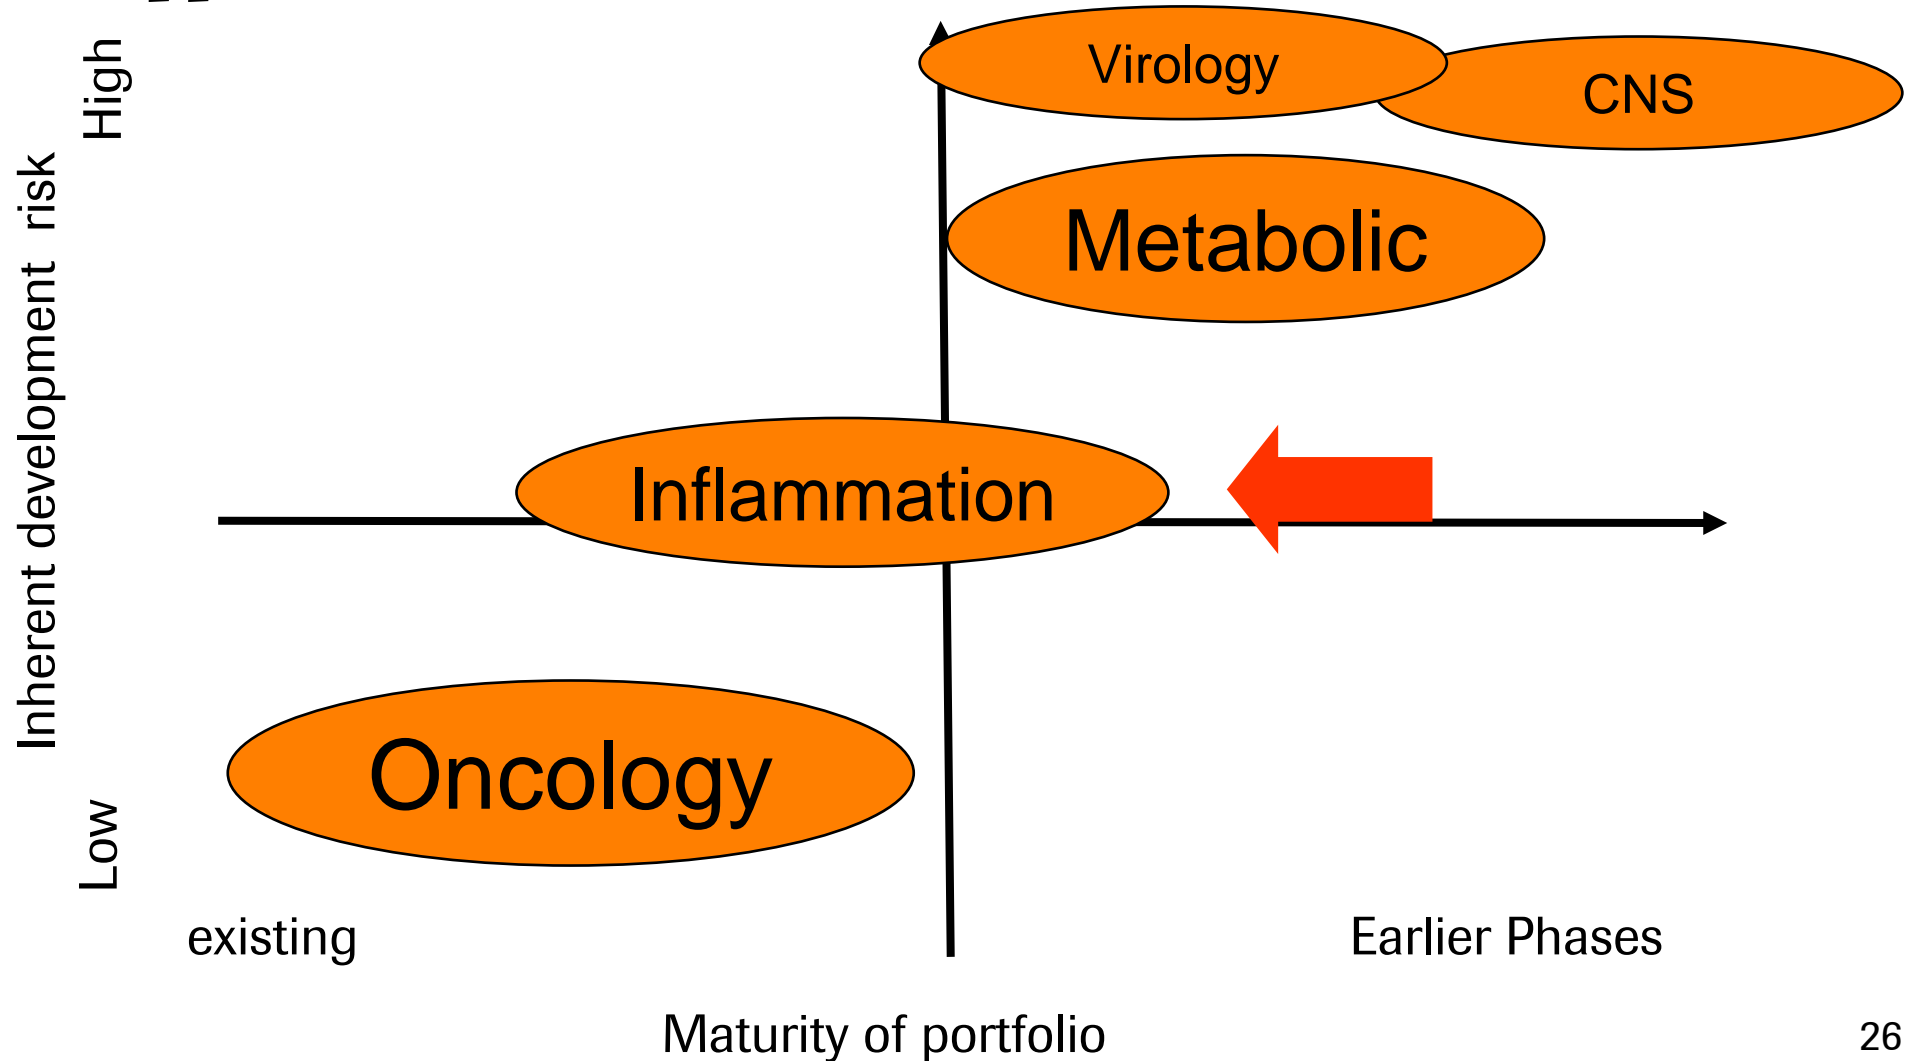 High
Virology
CNS
Metabolic
Inherent development risk
Inflammation
Oncology
Low
existing
Earlier Phases
Maturity of portfolio
26